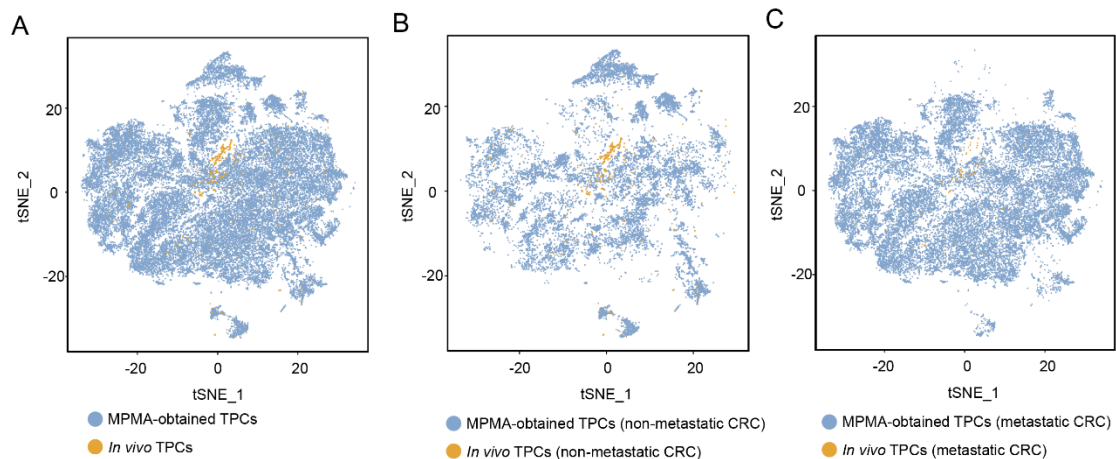 A
B
C
20
0
-20
tSNE_2
-20
0
20
tSNE_1
MPMA-obtained TPCs
In vivo TPCs
20
0
-20
tSNE_2
-20
0
20
tSNE_1
MPMA-obtained TPCs (non-metastatic CRC)
In vivo TPCs (non-metastatic CRC)
20
0
-20
tSNE_2
-20
0
20
tSNE_1
MPMA-obtained TPCs (metastatic CRC)
In vivo TPCs (metastatic CRC)